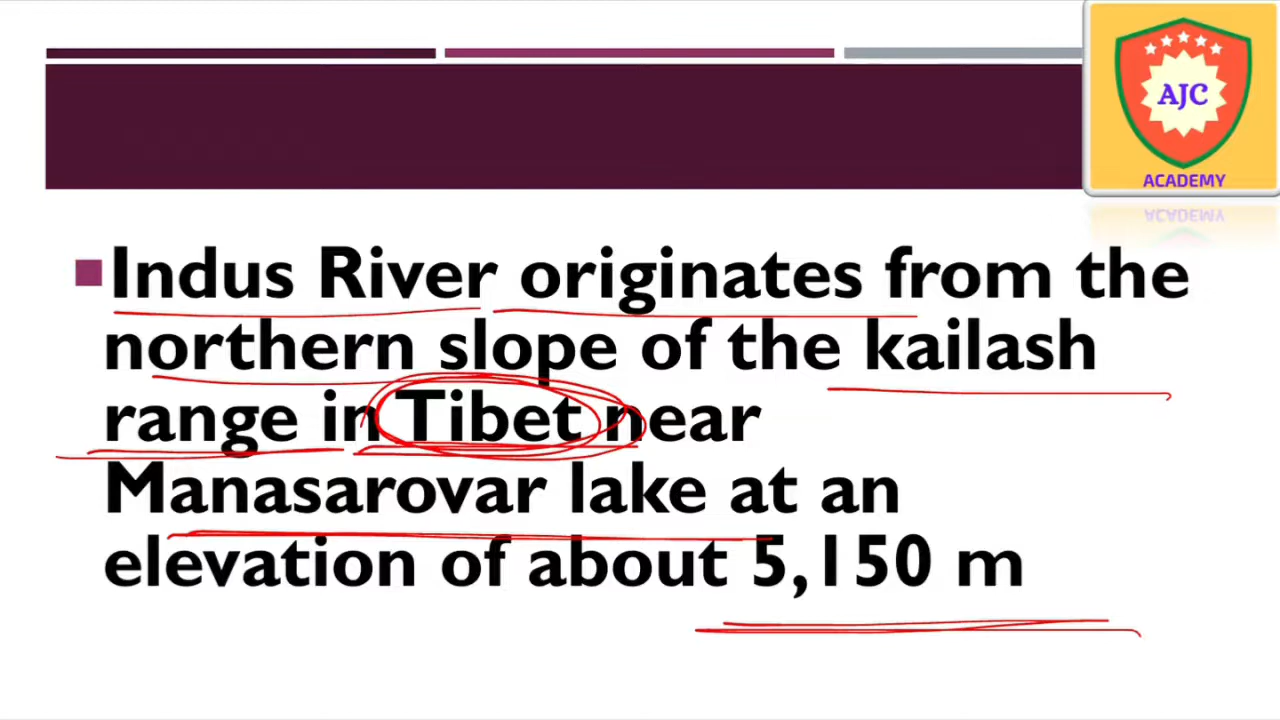 AJC
ACADEMY
Indus River originates from the
northern slope of the kailash
range in Tibet near
Manasarovar lake at an
elevation of about 5,150 m